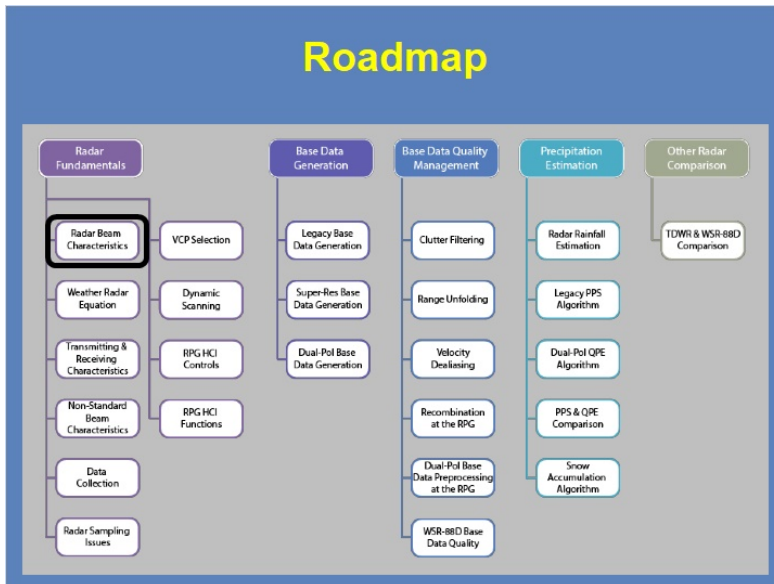 Roadmap
Radar
Fundamentals
Radar Beam
Characteristics
Weather Radar
Equation
Transmitting &
Receiving
Characteristics
Non-Standard
Beam
Characteristics
Data
Collection
Radar Sampling
Issues
VCP Selection
Dynamic
Scanning
RPG HCI
Controls
RPG HCI
Functions
Base Data
Generation
Legacy Base
Data Generation
Super-Res Base
Data Generation
Dual-Pol Base
Data Generation
Base Data Quality
Management
Clutter Filtering
Range Unfolding
Velocity
Dealiasing
Recombination
at the RPG
Dual-Pol Base
Data Preprocessing
at the RPG
WSR-88D Base
Data Quality
Precipitation
Estimation
Radar Rainfall
Estimation
Legacy PPS
Algorithm
Dual-Pol QPE
Algorithm
PPS & QPE
Comparison
Snow
Accumulation
Algorithm
Other Radar
Comparison
TDWR & WSR-88D
Comparison